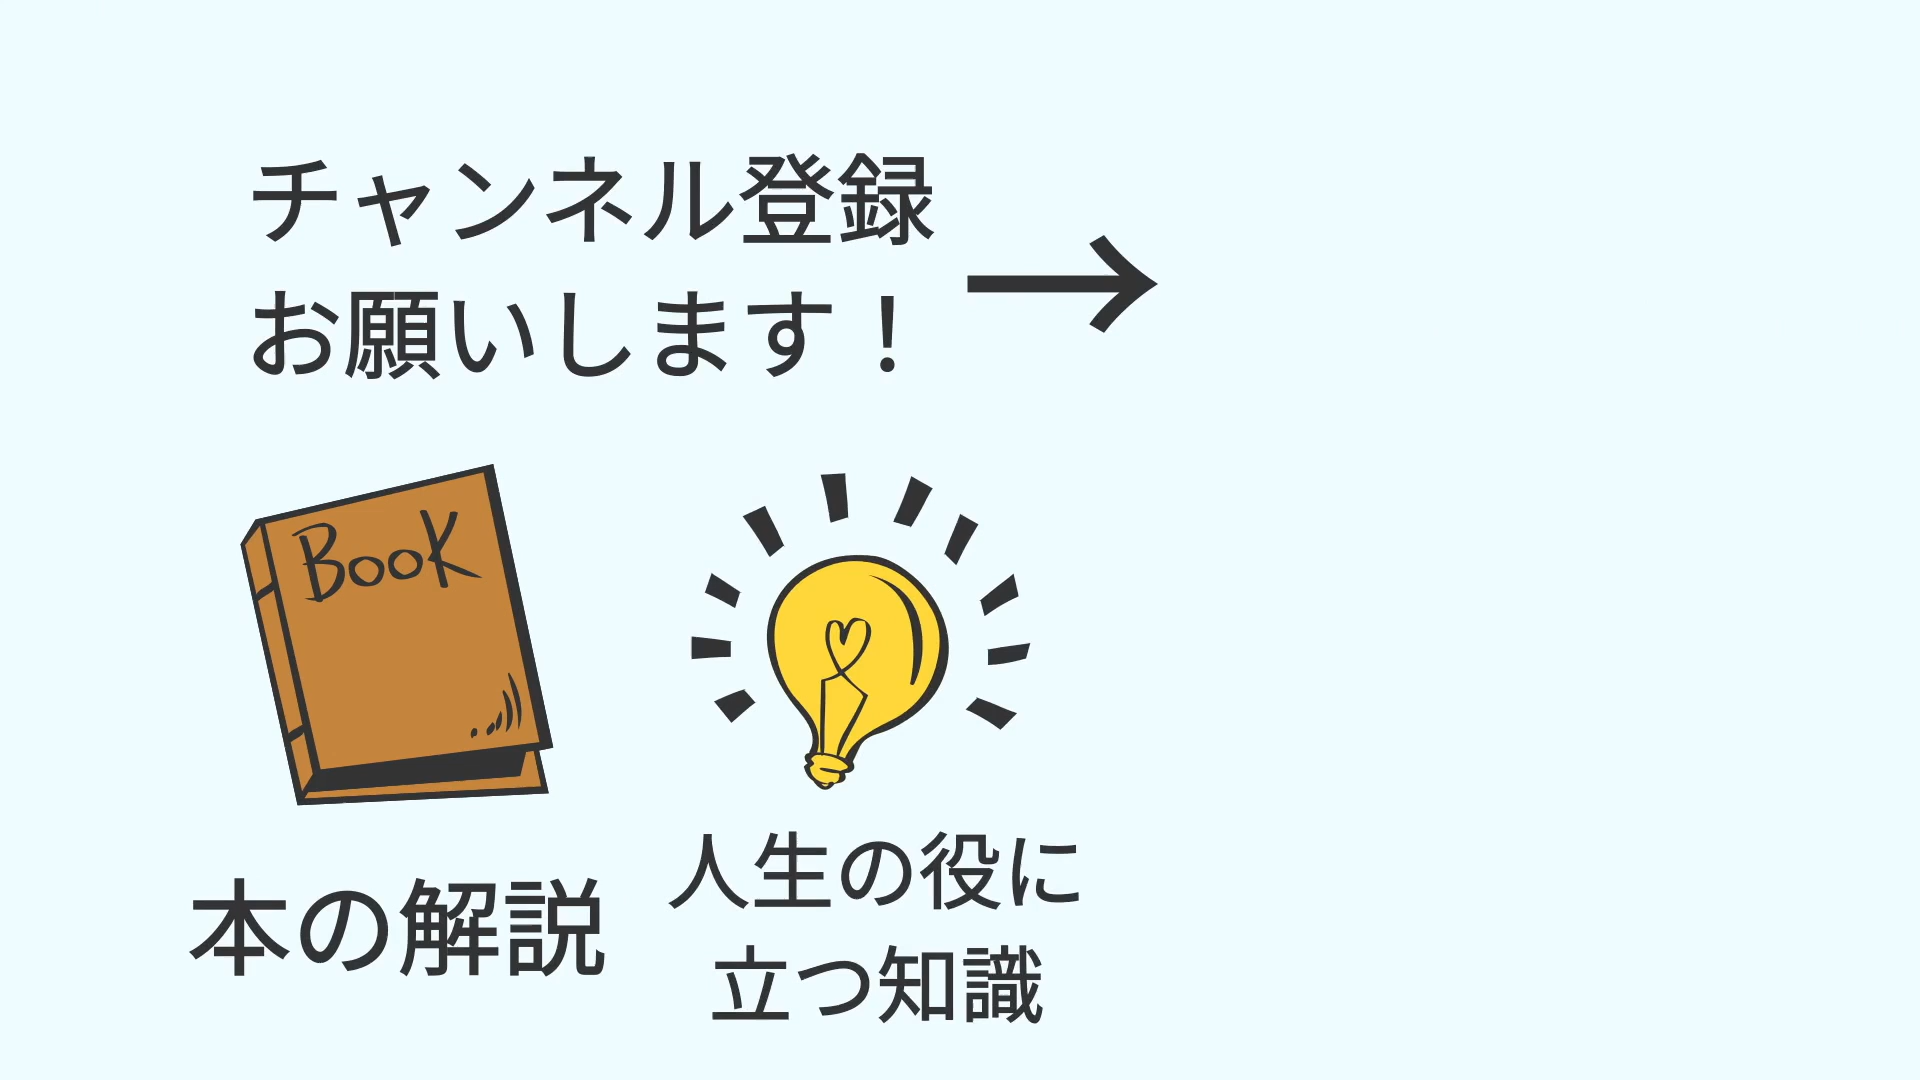 チャンネル登録
お願いします！
→
BooK
本の解説
人生の役に
立つ知識